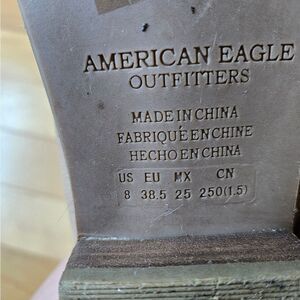 AMERICAN EAGLE
OUTFITTERS
MADE IN CHINA
FABRIQUÉ EN CHINE
HECHO EN CHINA
US EU MX CN
8 38.5 25 250(1.5)